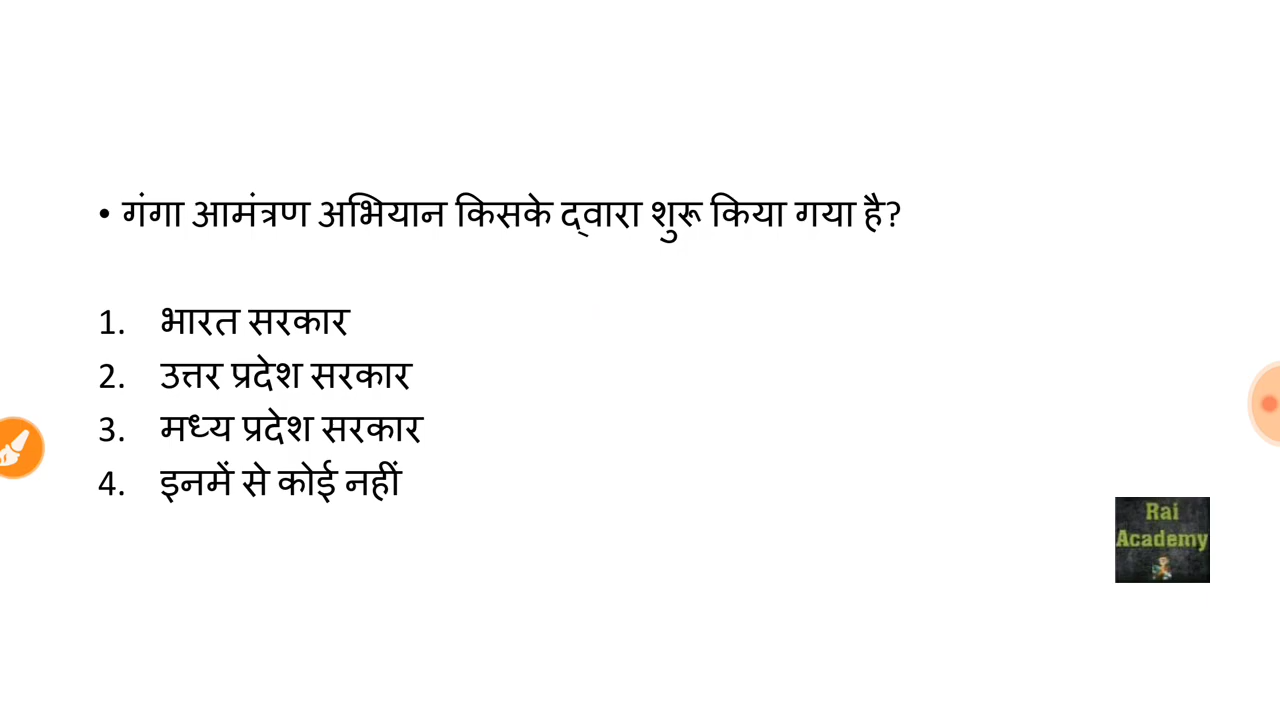 • गंगा आमंत्रण अभियान किसके द्वारा शुरू किया गया है?
1. भारत सरकार
2. उत्तर प्रदेश सरकार
3. मध्य प्रदेश सरकार
4. इनमें से कोई नहीं
Rai
Academy